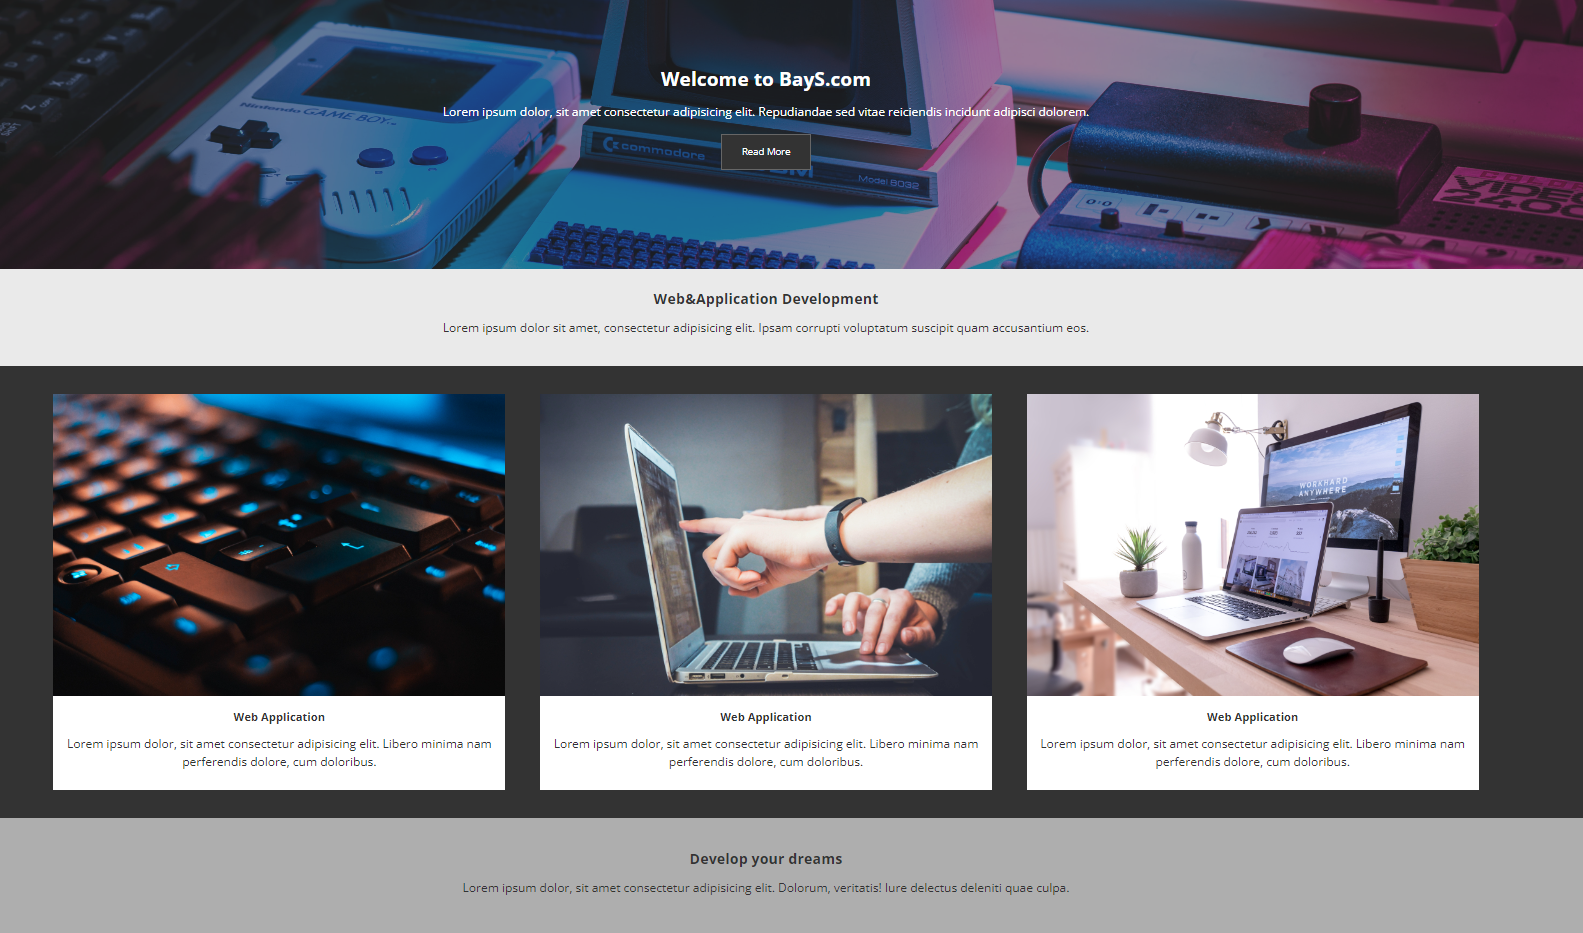 Welcome to BayS.com
Lorem ipsum dolor, sit amet consectetur adipisicing elit. Repudiandae sed vitae reiciendis incidunt adipisci dolorem.
Read More
Nintendo GAME BOY
commodore
Model 8032
VIDEO
2400
Web&Application Development
Lorem ipsum dolor sit amet, consectetur adipisicing elit. Ipsam corrupti voluptatum suscipit quam accusantium eos.
WORKHARD
ANYWHERE
Web Application
Lorem ipsum dolor, sit amet consectetur adipisicing elit. Libero minima nam
perferendis dolore, cum doloribus.
Web Application
Lorem ipsum dolor, sit amet consectetur adipisicing elit. Libero minima nam
perferendis dolore, cum doloribus.
Web Application
Lorem ipsum dolor, sit amet consectetur adipisicing elit. Libero minima nam
perferendis dolore, cum doloribus.
Develop your dreams
Lorem ipsum dolor, sit amet consectetur adipisicing elit. Dolorum, veritatis! Iure delectus deleniti quae culpa.